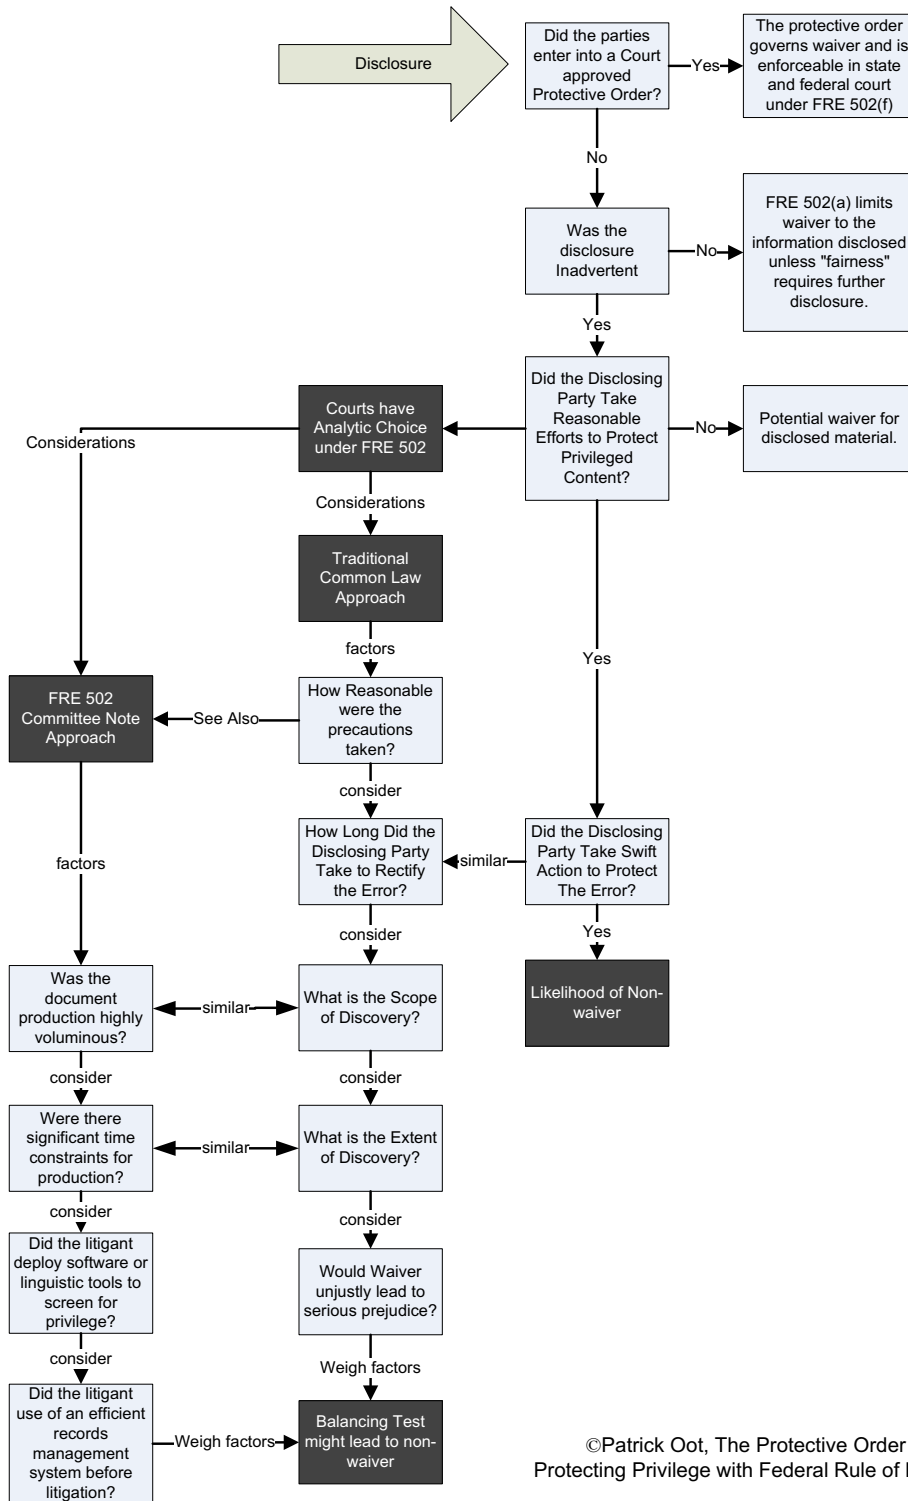 Disclosure
Did the parties
enter into a Court
approved
Protective Order?
Yes
The protective order
governs waiver and is
enforceable in state
and federal court
under FRE 502(f)
No
Was the
disclosure
Inadvertent
No
FRE 502(a) limits
waiver to the
information disclosed
unless "fairness"
requires further
disclosure.
Yes
Did the Disclosing
Party Take
Reasonable
Efforts to Protect
Privileged
Content?
No
Potential waiver for
disclosed material.
Courts have
Analytic Choice
under FRE 502
Considerations
Considerations
Traditional
Common Law
Approach
factors
Yes
How Reasonable
were the
precautions
taken?
See Also
FRE 502
Committee Note
Approach
consider
How Long Did the
Disclosing Party
Take to Rectify
the Error?
similar
Did the Disclosing
Party Take Swift
Action to Protect
The Error?
factors
consider
Yes
Likelihood of Non-
waiver
Was the
document
production highly
voluminous?
similar
What is the Scope
of Discovery?
consider
consider
Were there
significant time
constraints for
production?
similar
What is the Extent
of Discovery?
consider
consider
Did the litigant
deploy software or
linguistic tools to
screen for
privilege?
Would Waiver
unjustly lead to
serious prejudice?
consider
Weigh factors
Did the litigant
use of an efficient
records
management
system before
litigation?
Weigh factors
Balancing Test
might lead to non-
waiver
©Patrick Oot, The Protective Order
Protecting Privilege with Federal Rule of